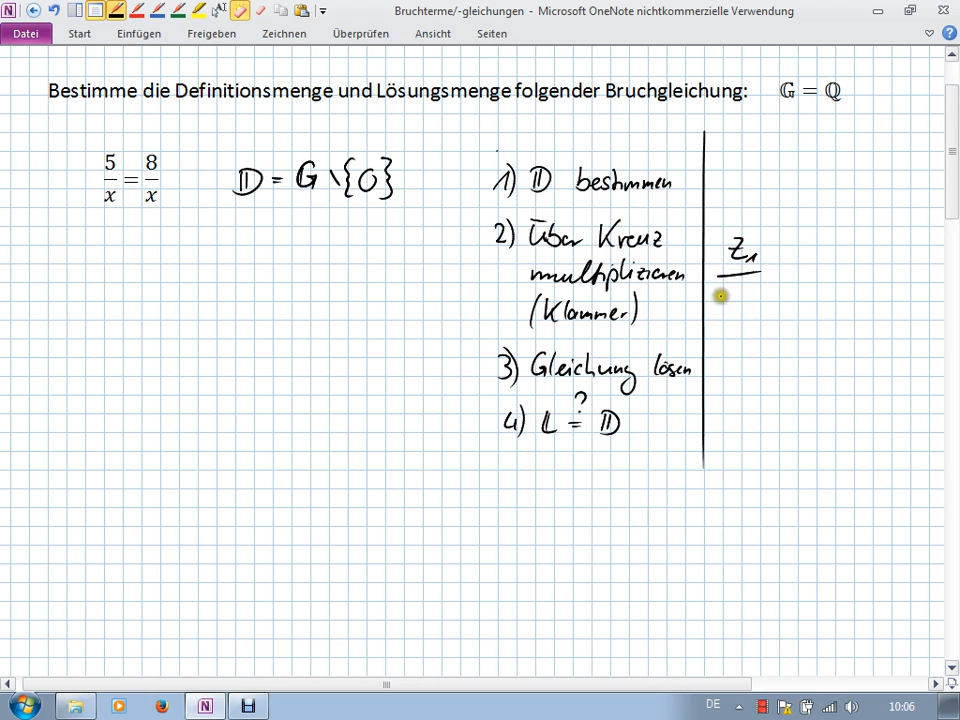 Bruchterme/-gleichungen - Microsoft OneNote nichtkommerzielle Verwendung
Datei Start Einfügen Freigeben Zeichnen Überprüfen Ansicht Seiten
Bestimme die Definitionsmenge und Lösungsmenge folgender Bruchgleichung: 𝔾 = ℚ
5/x = 8/x
𝔻 = G \ {0}
1) 𝔻 bestimmen
2) Über Kreuz
multiplizieren
(Klammer)
3) Gleichung lösen
?
4) 𝕃 = 𝔻
Z₁
DE 10:06